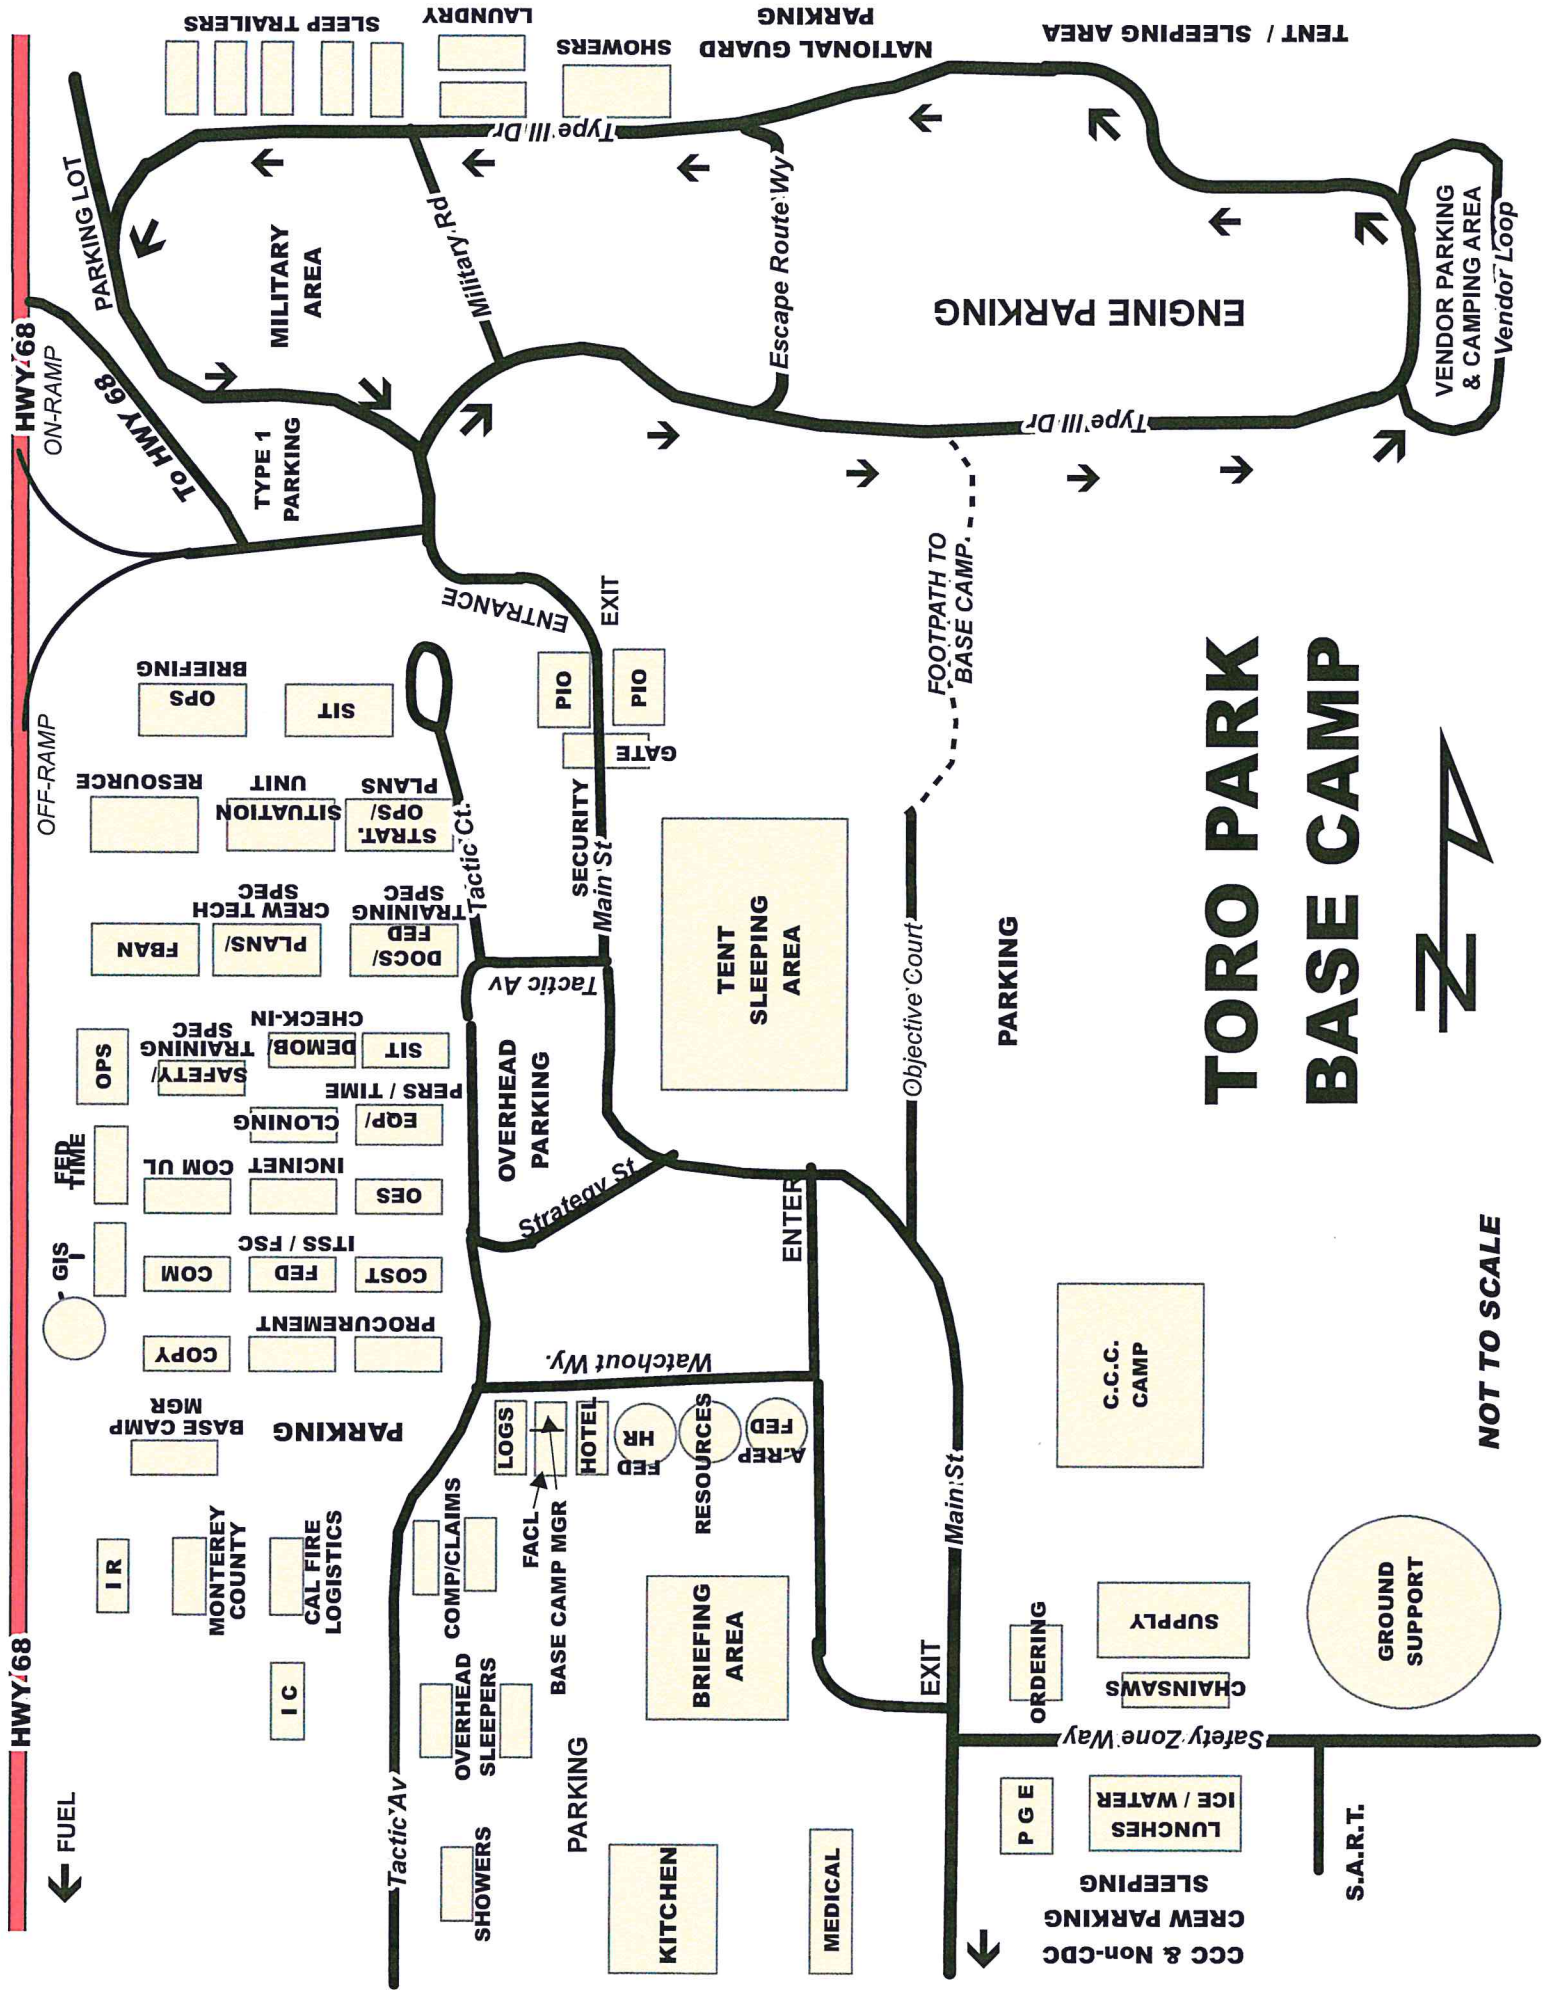 HWY 68
HWY 68
SLEEP TRAILERS
LAUNDRY
SHOWERS
NATIONAL GUARD
PARKING
TENT / SLEEPING AREA
PARKING LOT
ON-RAMP
To HWY 68
MILITARY
AREA
Military Rd
Type III Dr
Escape Route Wy
ENGINE PARKING
VENDOR PARKING
& CAMPING AREA
Vendor Loop
TYPE 1
PARKING
Type III Dr
FOOTPATH TO
BASE CAMP
ENTRANCE
EXIT
OFF-RAMP
OPS
BRIEFING
SIT
PIO
PIO
GATE
SECURITY
Main St
RESOURCE
SITUATION
UNIT
STRAT.
OPS/
PLANS
Tactic Ct.
FBAN
PLANS/
CREW TECH
SPEC
DOCS/
FED
TRAINING
SPEC
Tactic Av
OPS
SAFETY/
TRAINING
SPEC
DEMOB/
CHECK-IN
SIT
OVERHEAD
PARKING
TENT
SLEEPING
AREA
Objective Court
PARKING
TORO PARK
BASE CAMP
N
FED
TIME
CLONING
EQP/
PERS / TIME
COM UL
INCINET
OES
Strategy St
ENTER
GIS
COM
FED
ITSS / FSC
COST
COPY
PROCUREMENT
Watchout Wy.
C.C.C.
CAMP
NOT TO SCALE
BASE CAMP
MGR
PARKING
LOGS
HOTEL
FED
HR
RESOURCES
FED
A.REP
FACL
BASE CAMP MGR
I R
MONTEREY
COUNTY
CAL FIRE
LOGISTICS
COMP/CLAIMS
BRIEFING
AREA
Main St
I C
OVERHEAD
SLEEPERS
EXIT
ORDERING
SUPPLY
CHAINSAWS
GROUND
SUPPORT
Safety Zone Way
FUEL
Tactic Av
SHOWERS
PARKING
KITCHEN
MEDICAL
P G E
LUNCHES
ICE / WATER
S.A.R.T.
CCC & Non-CDC
CREW PARKING
SLEEPING